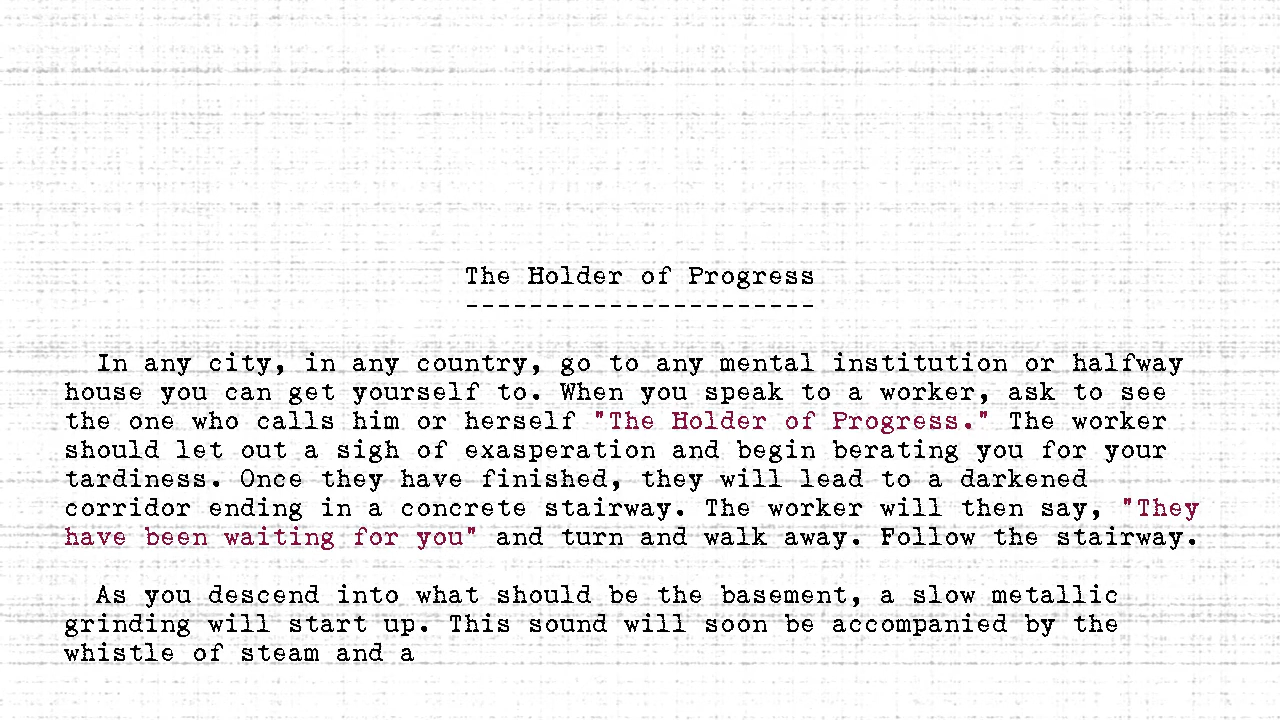 The Holder of Progress
----------------------
In any city, in any country, go to any mental institution or halfway
house you can get yourself to. When you speak to a worker, ask to see
the one who calls him or herself "The Holder of Progress." The worker
should let out a sigh of exasperation and begin berating you for your
tardiness. Once they have finished, they will lead to a darkened
corridor ending in a concrete stairway. The worker will then say, "They
have been waiting for you" and turn and walk away. Follow the stairway.
As you descend into what should be the basement, a slow metallic
grinding will start up. This sound will soon be accompanied by the
whistle of steam and a